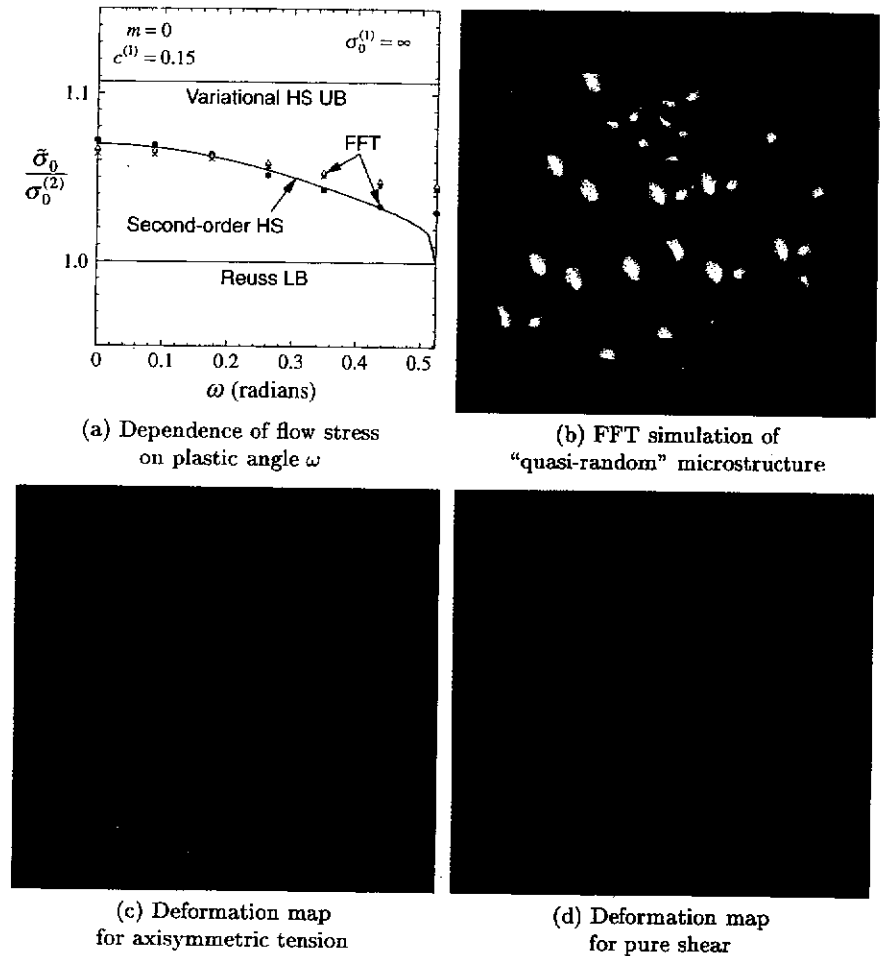 m = 0
c^(1) = 0.15
σ_0^(1) = ∞
1.1
Variational HS UB
σ̃_0
σ_0^(2)
FFT
Second-order HS
1.0
Reuss LB
0 0.1 0.2 0.3 0.4 0.5
ω (radians)
(a) Dependence of flow stress
on plastic angle ω
(b) FFT simulation of
"quasi-random" microstructure
(c) Deformation map
for axisymmetric tension
(d) Deformation map
for pure shear